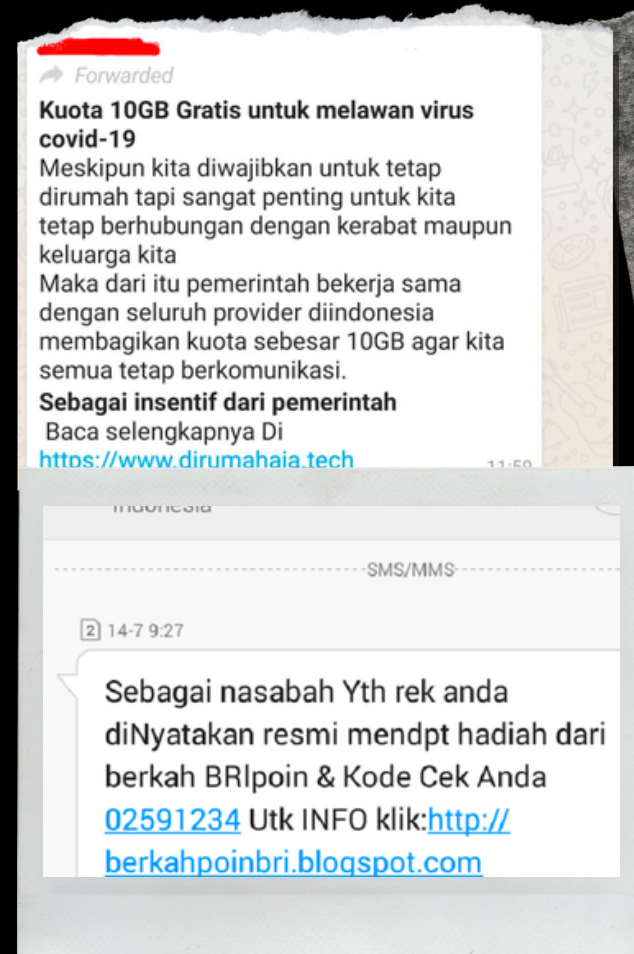 Forwarded
Kuota 10GB Gratis untuk melawan virus
covid-19
Meskipun kita diwajibkan untuk tetap
dirumah tapi sangat penting untuk kita
tetap berhubungan dengan kerabat maupun
keluarga kita
Maka dari itu pemerintah bekerja sama
dengan seluruh provider diindonesia
membagikan kuota sebesar 10GB agar kita
semua tetap berkomunikasi.
Sebagai insentif dari pemerintah
Baca selengkapnya Di
https://www.dirumahaja.tech
11:59
Indonesia
SMS/MMS
2 14-7 9:27
Sebagai nasabah Yth rek anda
diNyatakan resmi mendpt hadiah dari
berkah BRIpoin & Kode Cek Anda
02591234 Utk INFO klik:http://
berkahpoinbri.blogspot.com